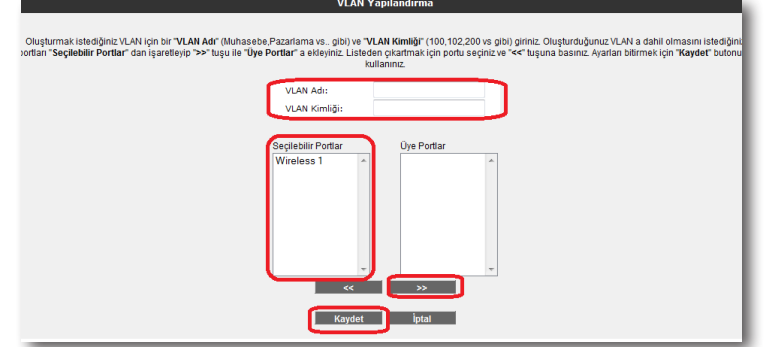 VLAN Yapılandırma
Oluşturmak istediğiniz VLAN için bir "VLAN Adı" (Muhasebe,Pazarlama vs.. gibi) ve "VLAN Kimliği" (100,102,200 vs gibi) giriniz. Oluşturduğunuz VLAN a dahil olmasını istediğini
portları "Seçilebilir Portlar" dan işaretleyip ">>" tuşu ile "Üye Portlar" a ekleyiniz. Listeden çıkartmak için portu seçiniz ve "<<" tuşuna basınız. Ayarları bitirmek için "Kaydet" butonu
kullanınız.
VLAN Adı:
VLAN Kimliği:
Seçilebilir Portlar Üye Portlar
Wireless 1
<< >>
Kaydet İptal